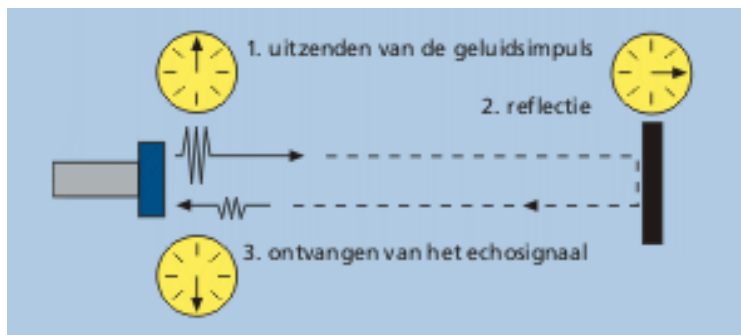 1. uitzenden van de geluidsimpuls
2. reflectie
3. ontvangen van het echosignaal